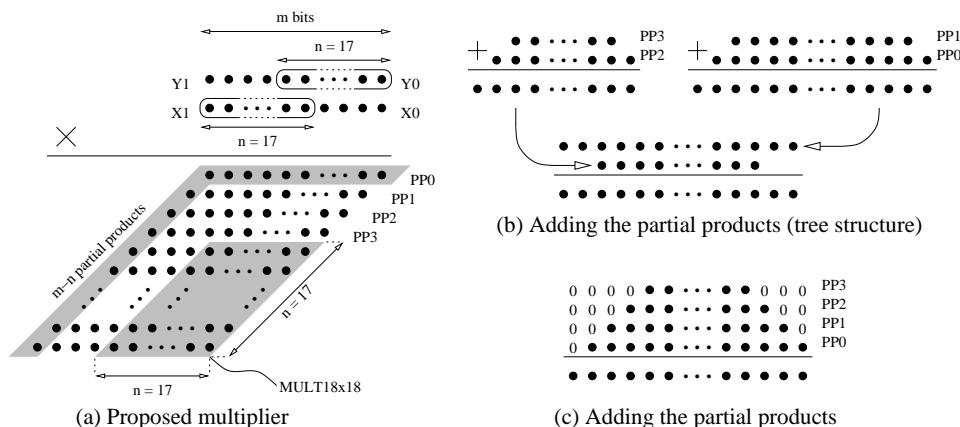 m bits
n = 17
Y1 Y0
X1 X0
n = 17
PP0
PP1
PP2
PP3
m−n partial products
n = 17
n = 17
MULT18x18
(a) Proposed multiplier
+ PP3
PP2
+ PP1
PP0
(b) Adding the partial products (tree structure)
0 0 0 0 0 0 0 PP3
0 0 0 0 0 PP2
0 0 0 PP1
0 PP0
(c) Adding the partial products